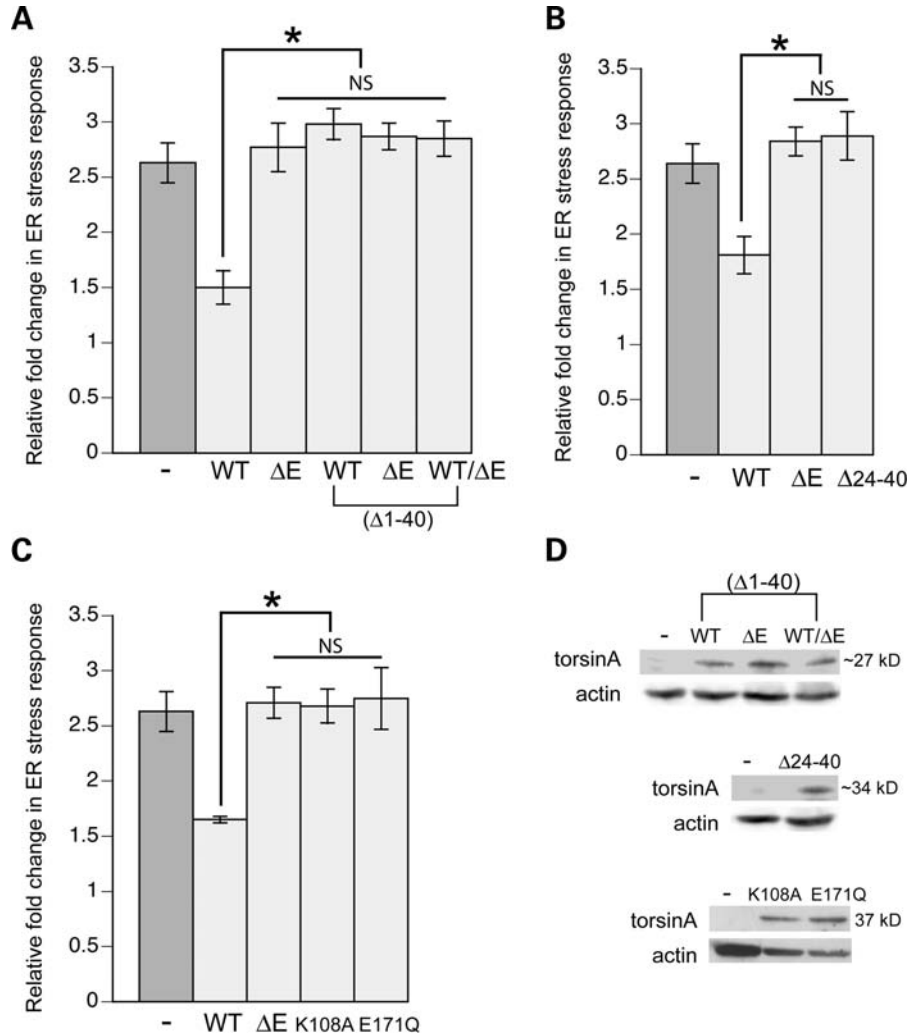 A
Relative fold change in ER stress response
3.5
3
2.5
2
1.5
1
0.5
0
*
NS
- WT ΔE WT ΔE WT/ΔE
(Δ1-40)
B
Relative fold change in ER stress response
3.5
3
2.5
2
1.5
1
0.5
0
*
NS
- WT ΔE Δ24-40
C
Relative fold change in ER stress response
3.5
3
2.5
2
1.5
1
0.5
0
*
NS
- WT ΔE K108A E171Q
D
(Δ1-40)
- WT ΔE WT/ΔE
torsinA ~27 kD
actin
- Δ24-40
torsinA ~34 kD
actin
- K108A E171Q
torsinA 37 kD
actin